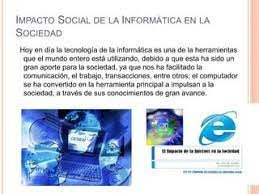 IMPACTO SOCIAL DE LA INFORMÁTICA EN LA
SOCIEDAD
Hoy en día la tecnología de la informática es una de la herramientas
que el mundo entero está utilizando, debido a que esta ha sido un
gran aporte para la sociedad, ya que nos ha facilitado la
comunicación, el trabajo, transacciones, entre otros; el computador
se ha convertido en la herramienta principal a impulsan a la
sociedad, a través de sus conocimientos de gran avance.
El Impacto de la Internet en la sociedad